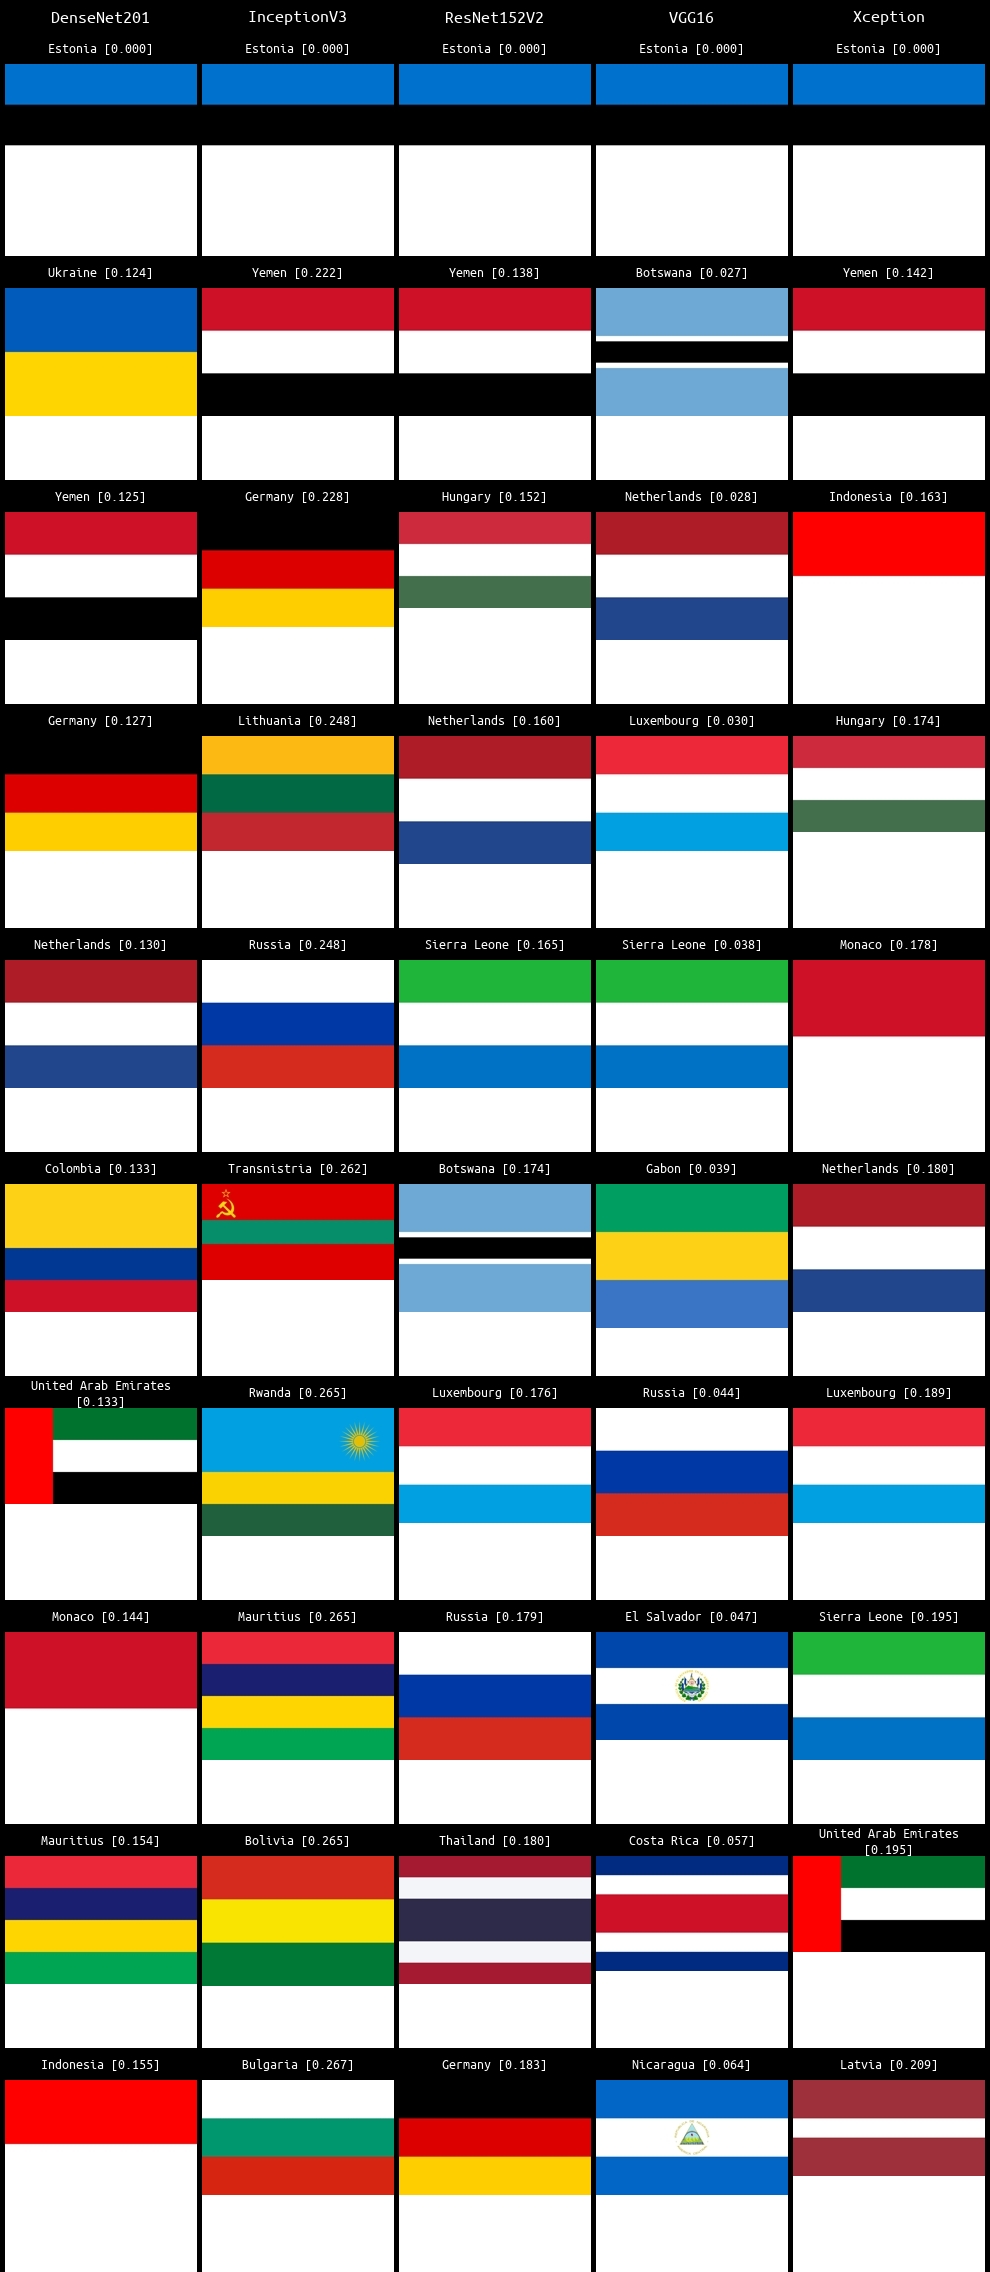 DenseNet201 InceptionV3 ResNet152V2 VGG16 Xception
Estonia [0.000] Estonia [0.000] Estonia [0.000] Estonia [0.000] Estonia [0.000]
Ukraine [0.124] Yemen [0.222] Yemen [0.138] Botswana [0.027] Yemen [0.142]
Yemen [0.125] Germany [0.228] Hungary [0.152] Netherlands [0.028] Indonesia [0.163]
Germany [0.127] Lithuania [0.248] Netherlands [0.160] Luxembourg [0.030] Hungary [0.174]
Netherlands [0.130] Russia [0.248] Sierra Leone [0.165] Sierra Leone [0.038] Monaco [0.178]
Colombia [0.133] Transnistria [0.262] Botswana [0.174] Gabon [0.039] Netherlands [0.180]
United Arab Emirates
[0.133]
Rwanda [0.265] Luxembourg [0.176] Russia [0.044] Luxembourg [0.189]
Monaco [0.144] Mauritius [0.265] Russia [0.179] El Salvador [0.047] Sierra Leone [0.195]
Mauritius [0.154] Bolivia [0.265] Thailand [0.180] Costa Rica [0.057] United Arab Emirates
[0.195]
Indonesia [0.155] Bulgaria [0.267] Germany [0.183] Nicaragua [0.064] Latvia [0.209]